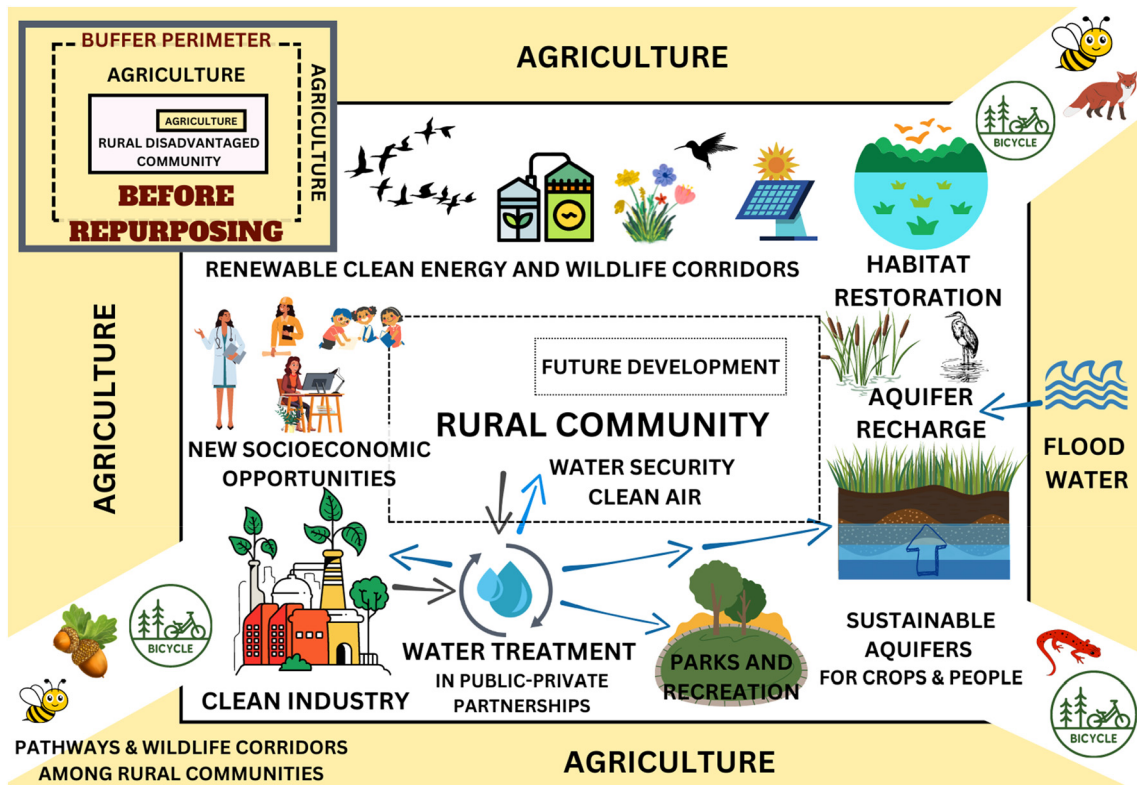 BUFFER PERIMETER
AGRICULTURE
AGRICULTURE
AGRICULTURE
RURAL DISADVANTAGED
COMMUNITY
BEFORE
REPURPOSING
AGRICULTURE
BICYCLE
RENEWABLE CLEAN ENERGY AND WILDLIFE CORRIDORS
HABITAT
RESTORATION
AGRICULTURE
FUTURE DEVELOPMENT
RURAL COMMUNITY
WATER SECURITY
CLEAN AIR
NEW SOCIOECONOMIC
OPPORTUNITIES
AQUIFER
RECHARGE
FLOOD
WATER
CLEAN INDUSTRY
WATER TREATMENT
IN PUBLIC-PRIVATE
PARTNERSHIPS
PARKS AND
RECREATION
SUSTAINABLE
AQUIFERS
FOR CROPS & PEOPLE
BICYCLE
BICYCLE
PATHWAYS & WILDLIFE CORRIDORS
AMONG RURAL COMMUNITIES
AGRICULTURE